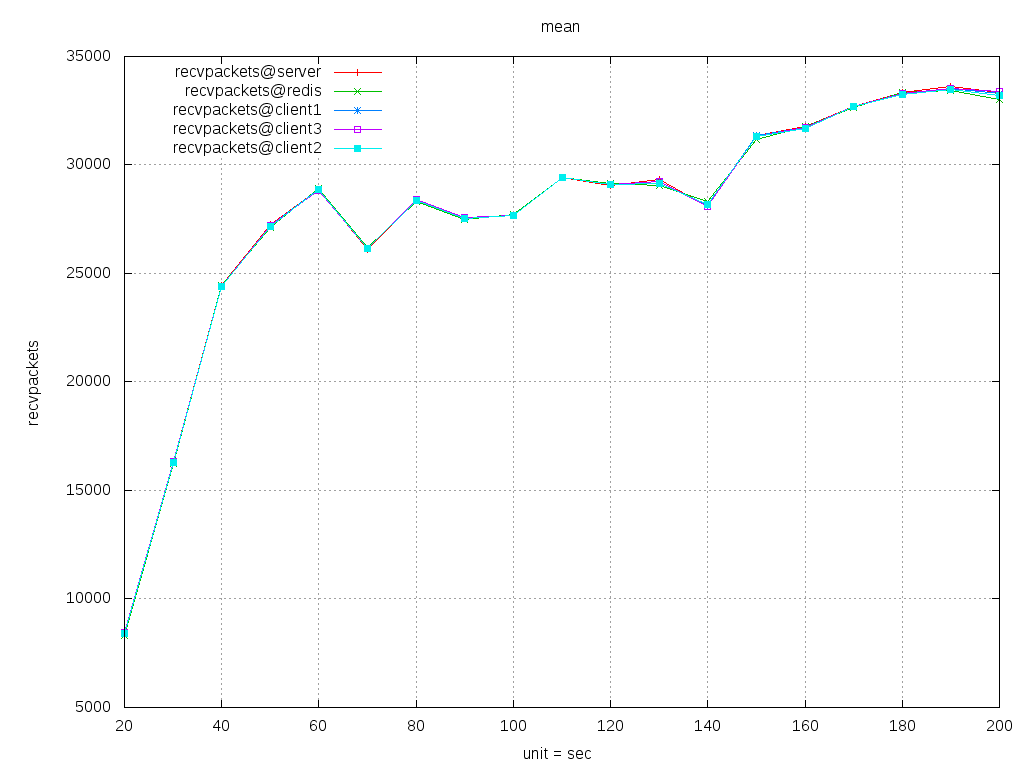 mean
35000
30000
25000
20000
15000
10000
5000
recvpackets
recvpackets@server
recvpackets@redis
recvpackets@client1
recvpackets@client3
recvpackets@client2
20 40 60 80 100 120 140 160 180 200
unit = sec